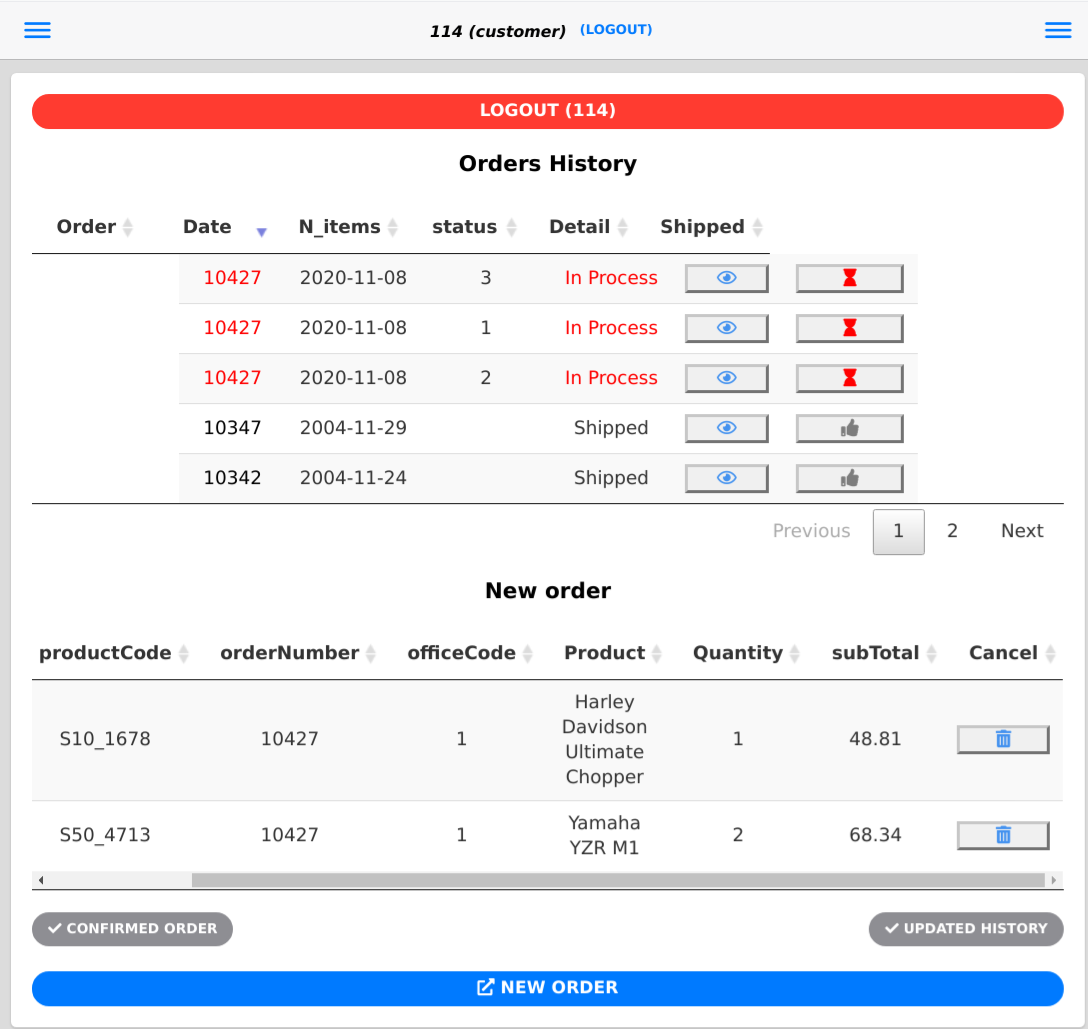 114 (customer) (LOGOUT)
LOGOUT (114)
Orders History
Order Date N_items status Detail Shipped
10427 2020-11-08 3 In Process
10427 2020-11-08 1 In Process
10427 2020-11-08 2 In Process
10347 2004-11-29 Shipped
10342 2004-11-24 Shipped
Previous 1 2 Next
New order
productCode orderNumber officeCode Product Quantity subTotal Cancel
S10_1678 10427 1 Harley
Davidson
Ultimate
Chopper 1 48.81
S50_4713 10427 1 Yamaha
YZR M1 2 68.34
CONFIRMED ORDER UPDATED HISTORY
NEW ORDER